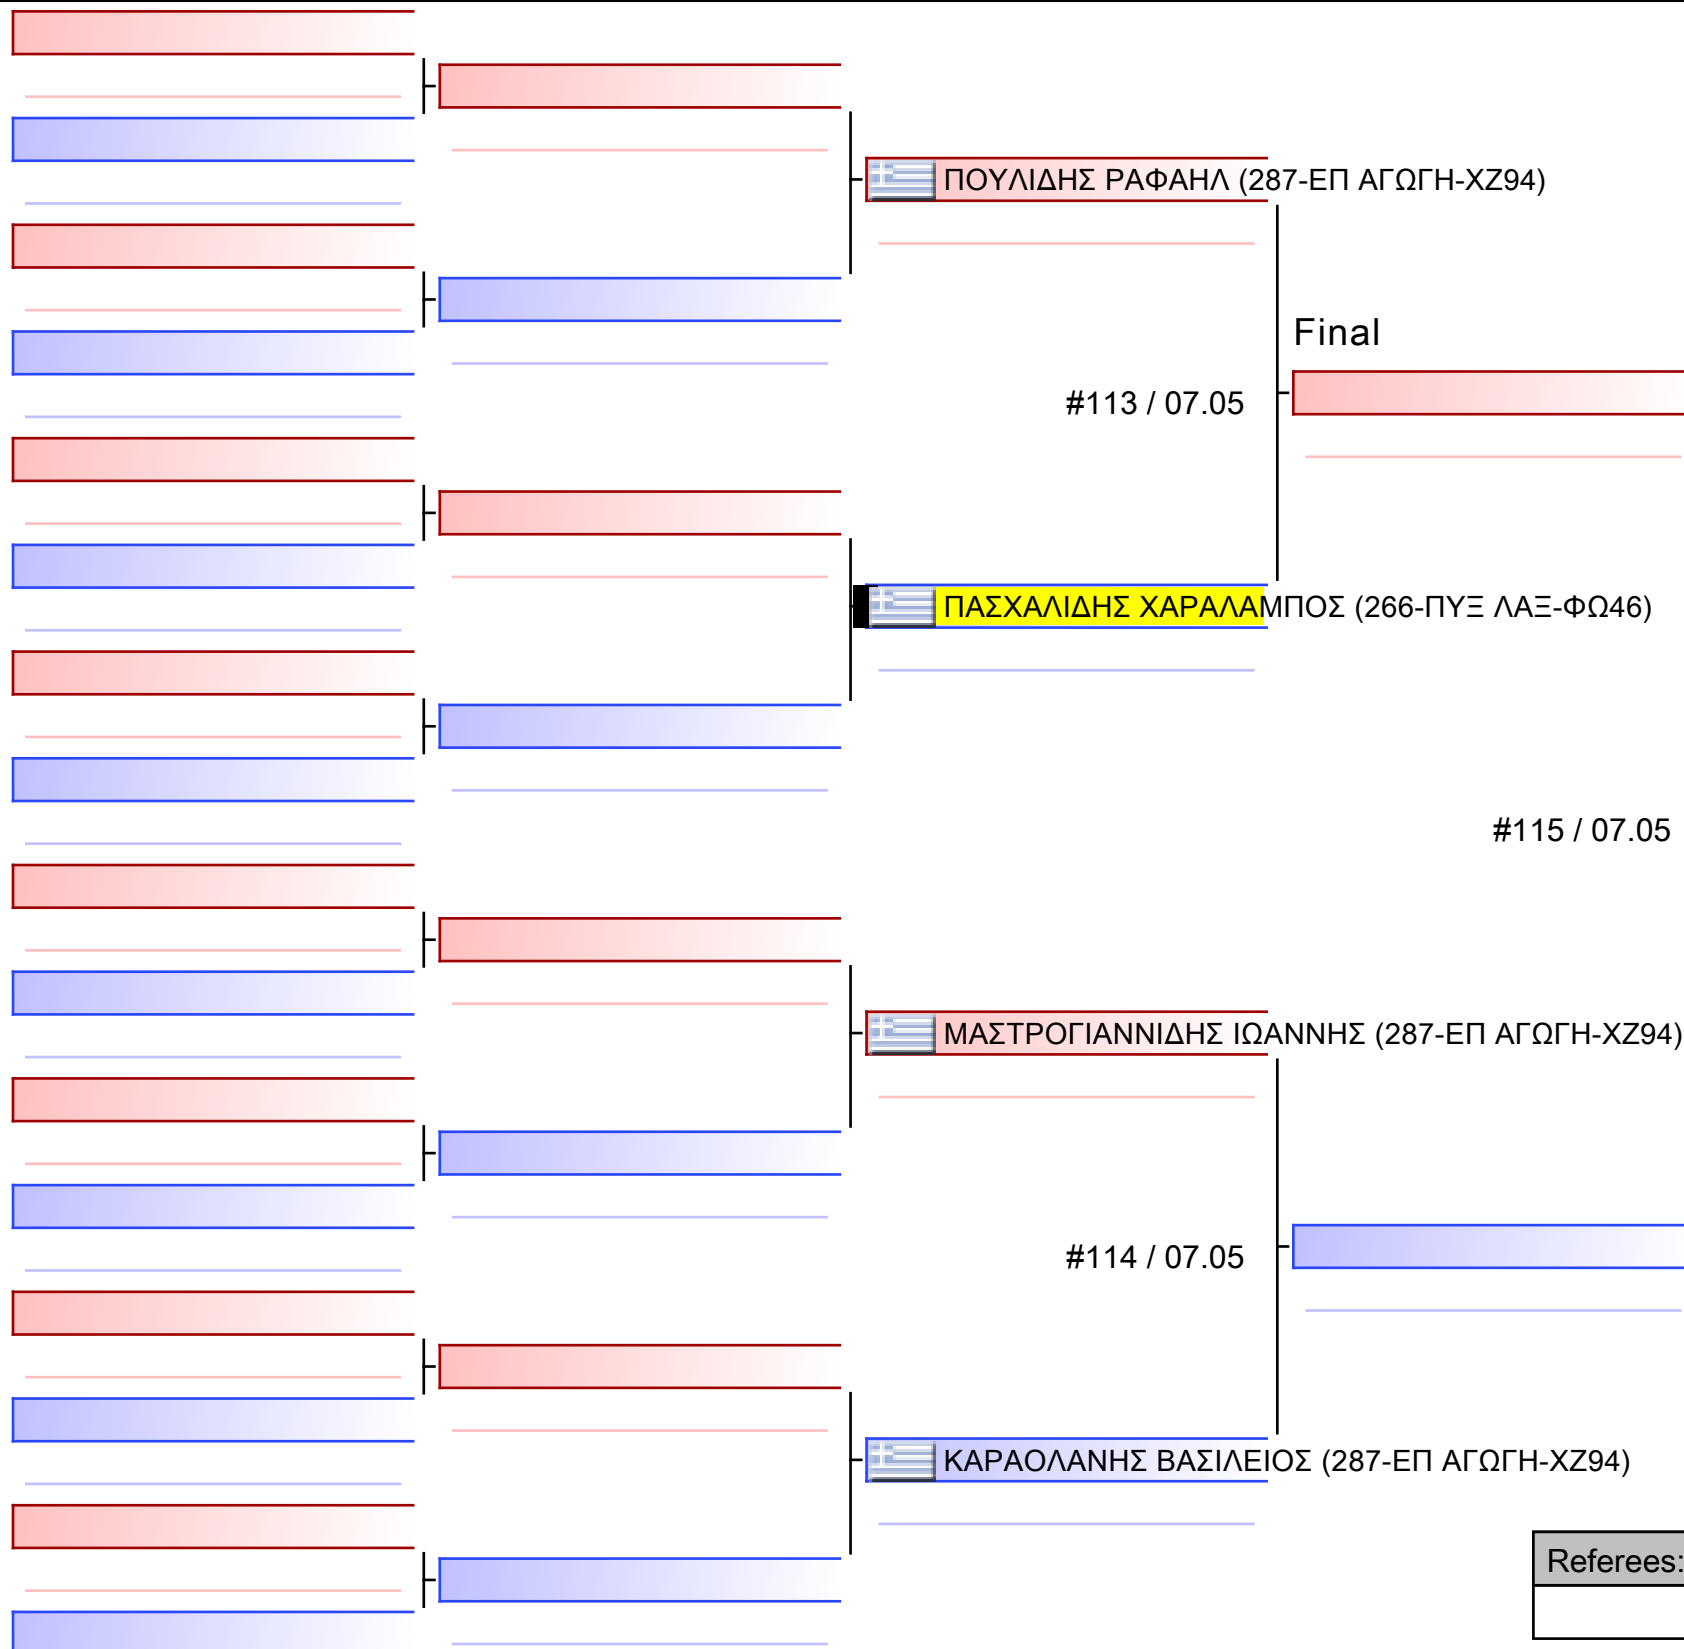 ΠΟΥΛΙΔΗΣ ΡΑΦΑΗΛ (287-ΕΠ ΑΓΩΓΗ-ΧΖ94)
Final
#113 / 07.05
ΠΑΣΧΑΛΙΔΗΣ ΧΑΡΑΛΑΜΠΟΣ (266-ΠΥΞ ΛΑΞ-ΦΩ46)
#115 / 07.05
ΜΑΣΤΡΟΓΙΑΝΝΙΔΗΣ ΙΩΑΝΝΗΣ (287-ΕΠ ΑΓΩΓΗ-ΧΖ94)
#114 / 07.05
ΚΑΡΑΟΛΑΝΗΣ ΒΑΣΙΛΕΙΟΣ (287-ΕΠ ΑΓΩΓΗ-ΧΖ94)
Referees: